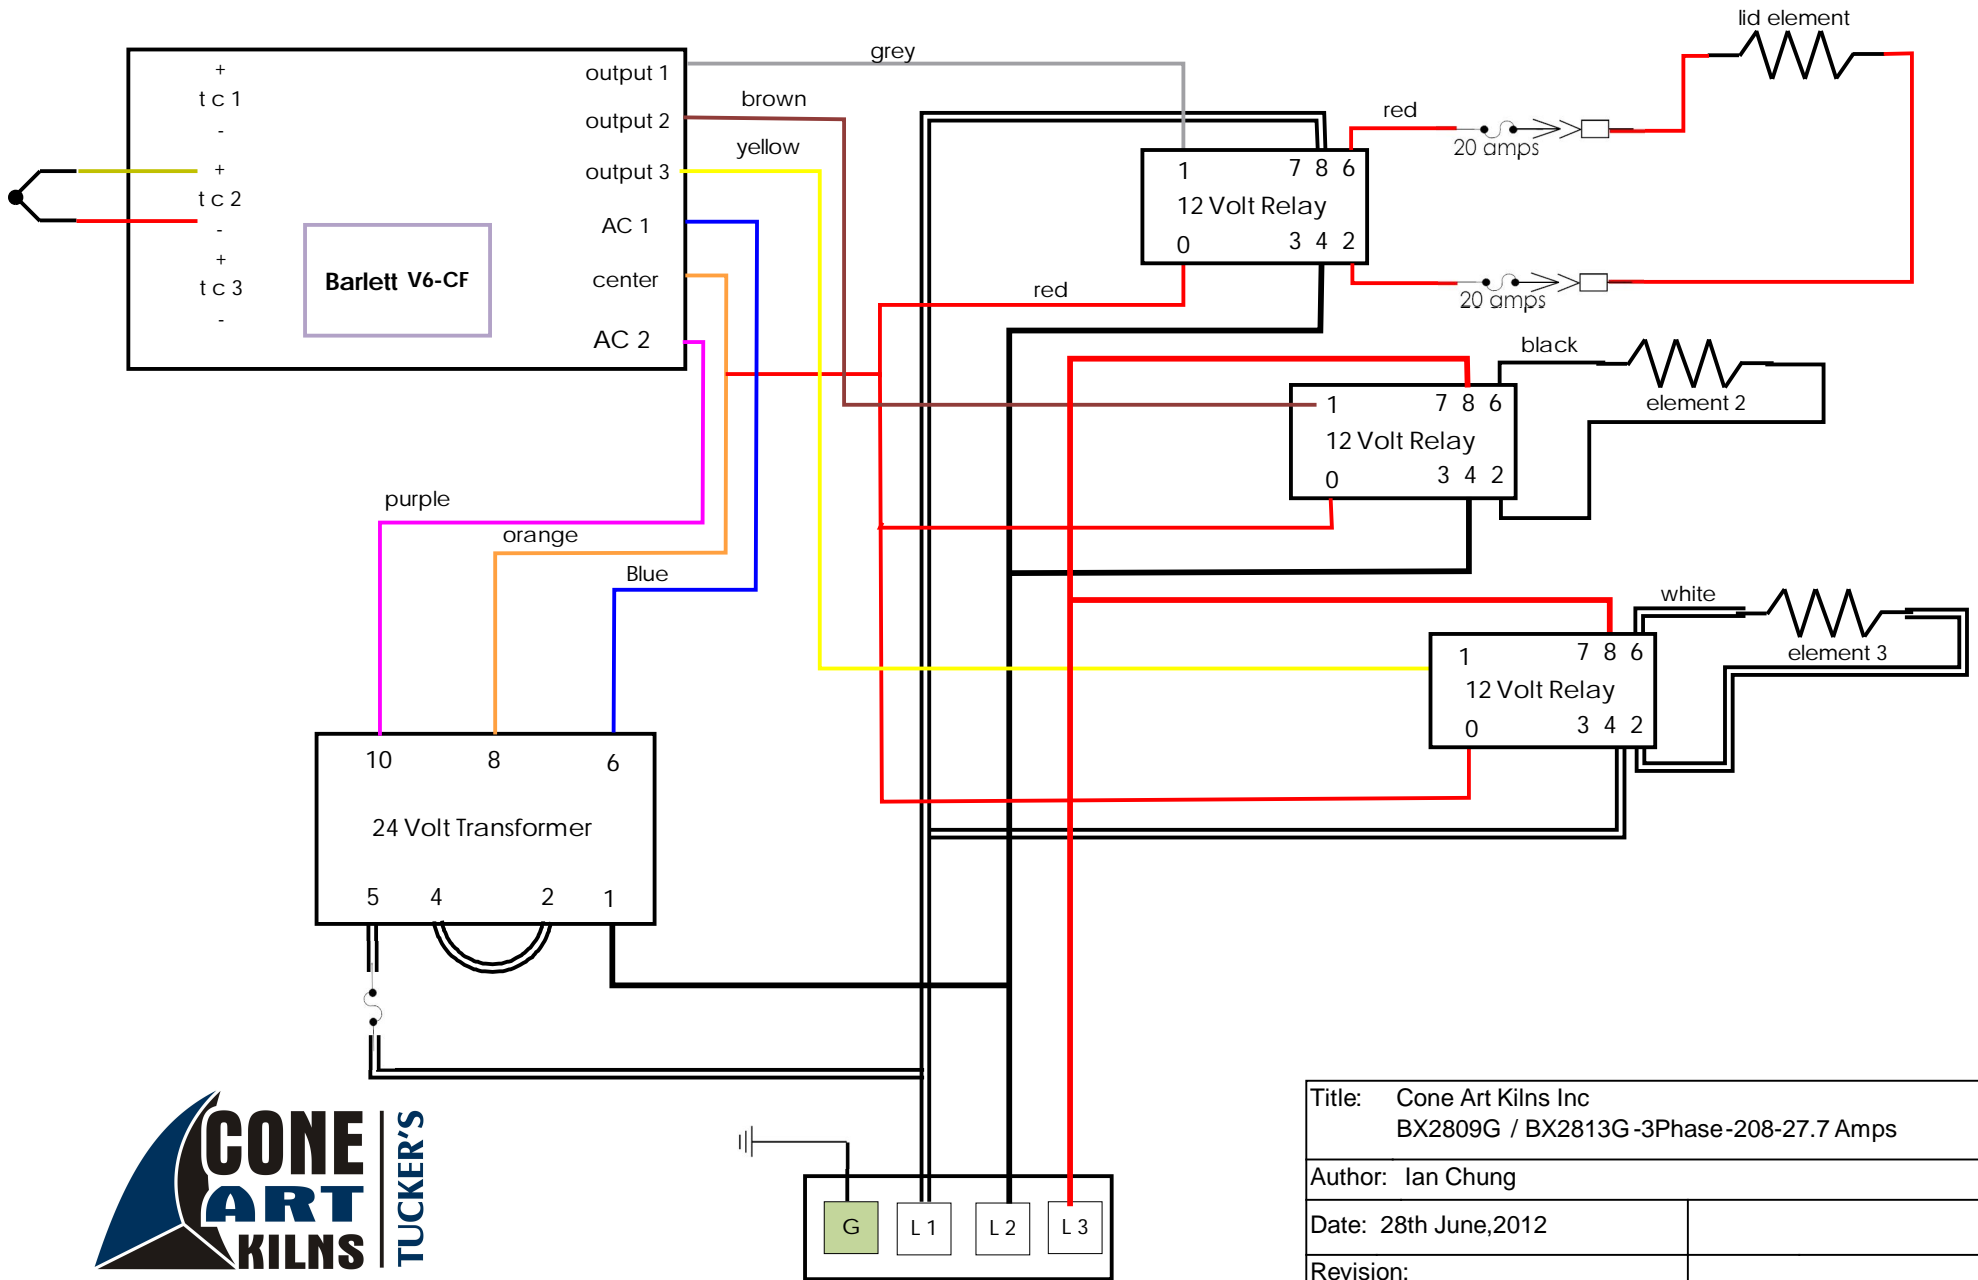 lid element
grey
+
t c 1
-
output 1
brown
red
output 2
20 amps
yellow
+
t c 2
-
output 3
1 7 8 6
12 Volt Relay
0 3 4 2
AC 1
+
t c 3
-
Barlett V6-CF
center
red
20 amps
AC 2
black
element 2
1 7 8 6
12 Volt Relay
0 3 4 2
purple
orange
Blue
white
element 3
1 7 8 6
12 Volt Relay
0 3 4 2
10 8 6
24 Volt Transformer
5 4 2 1
CONE
ART
KILNS
TUCKER'S
G L 1 L 2 L 3
Title: Cone Art Kilns Inc
BX2809G / BX2813G-3Phase-208-27.7 Amps
Author: Ian Chung
Date: 28th June,2012
Revision: